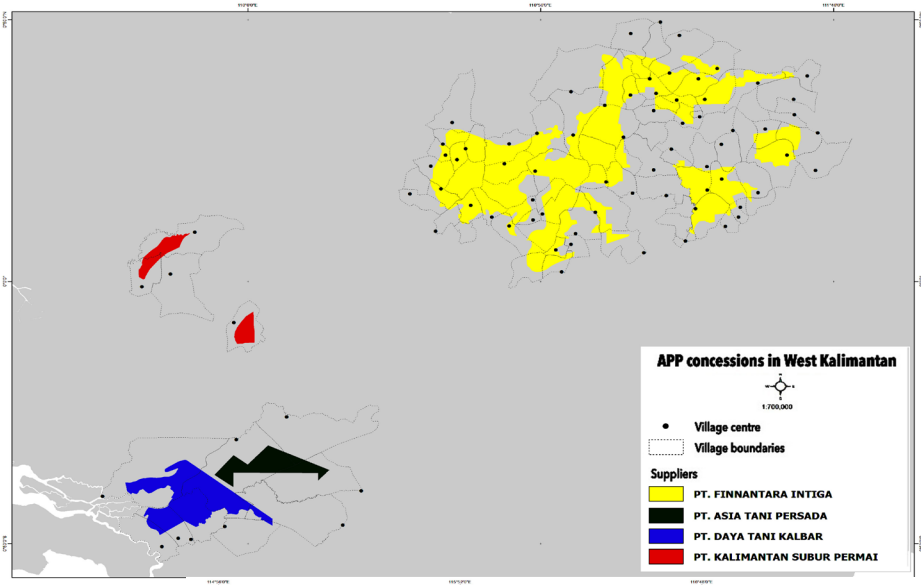 APP concessions in West Kalimantan
N
W
E
S
1:700,000
Village centre
Village boundaries
Suppliers
PT. FINNANTARA INTIGA
PT. ASIA TANI PERSADA
PT. DAYA TANI KALBAR
PT. KALIMANTAN SUBUR PERMAI